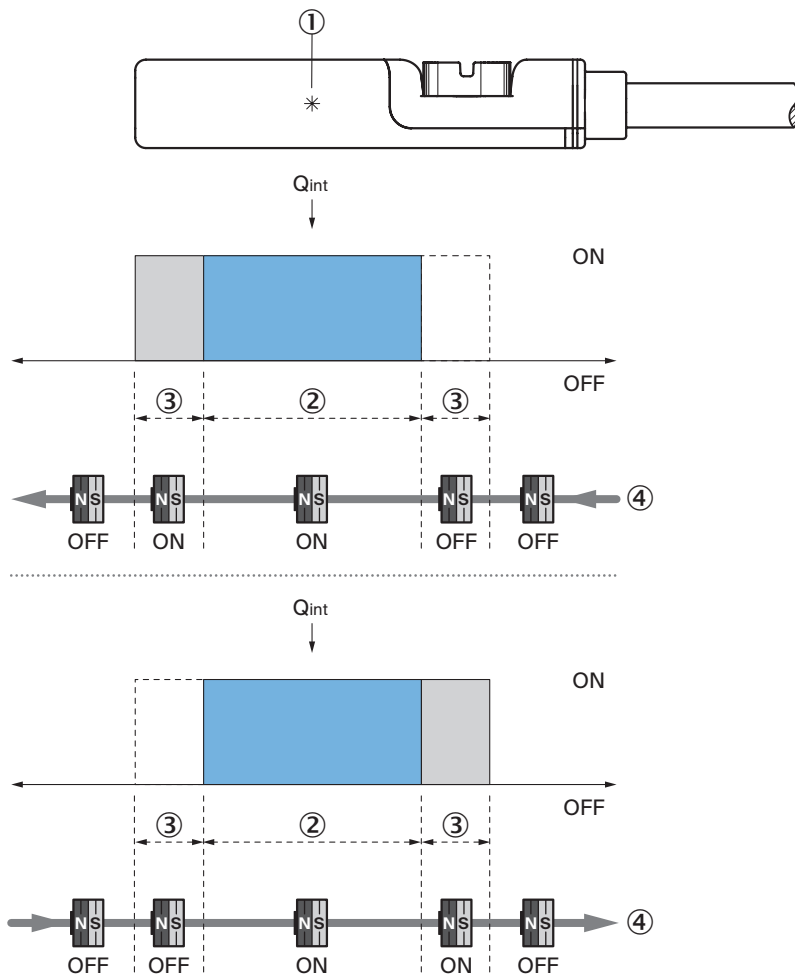 ①
Qint
ON
OFF
③ ② ③
N S N S N S N S N S ④
OFF ON ON OFF OFF
Qint
ON
OFF
③ ② ③
N S N S N S N S N S ④
OFF OFF ON ON OFF